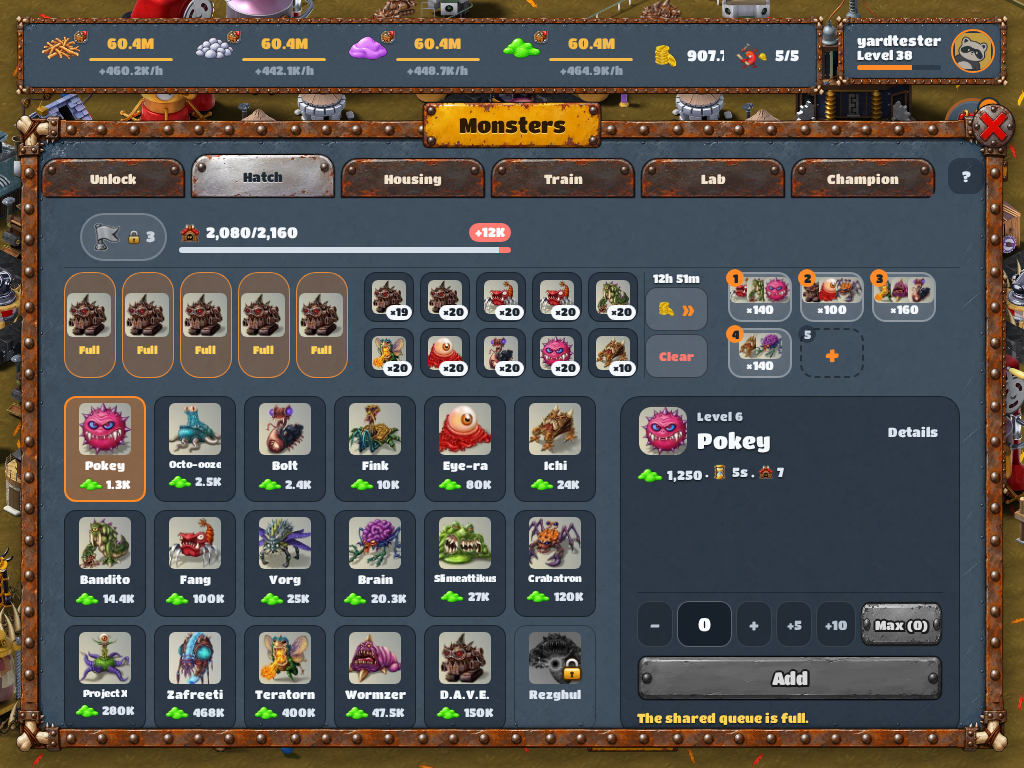 60.4M
+460.2K/h
60.4M
+442.1K/h
60.4M
+448.7K/h
60.4M
+464.9K/h
907.
5/5
yardtester
Level 38
Monsters
Unlock
Hatch
Housing
Train
Lab
Champion
?
3
2,080/2,160
+12K
Full
Full
Full
Full
Full
×19
×20
×20
×20
×20
×20
×20
×20
×20
×10
12h 51m
Clear
1
×140
2
×100
3
×160
4
×140
5
+
Pokey
1.3K
Octo-ooze
2.5K
Bolt
2.4K
Fink
10K
Eye-ra
80K
Ichi
24K
Bandito
14.4K
Fang
100K
Vorg
25K
Brain
20.3K
Slimeattikus
27K
Crabatron
120K
Project X
280K
Zafreeti
468K
Teratorn
400K
Wormzer
47.5K
D.A.V.E.
150K
Rezghul
Level 6
Pokey
Details
1,250 · 5s . 7
−
0
+
+5
+10
Max (0)
Add
The shared queue is full.